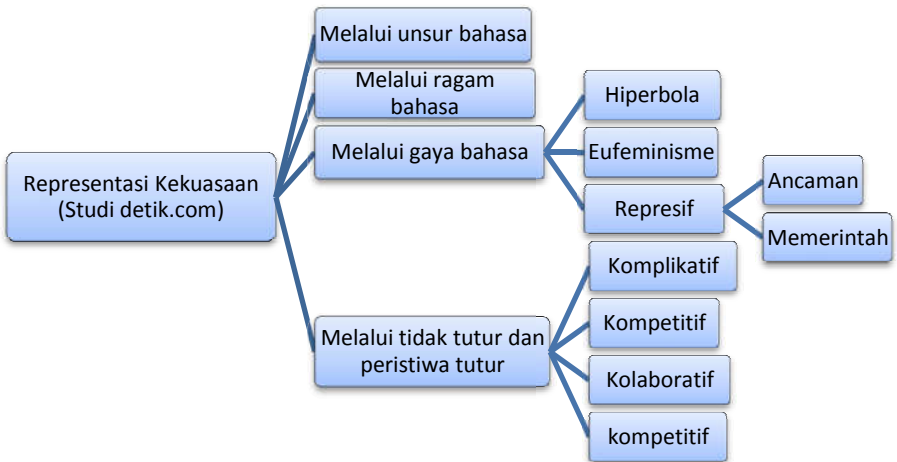 Representasi Kekuasaan
(Studi detik.com)
Melalui unsur bahasa
Melalui ragam
bahasa
Melalui gaya bahasa
Hiperbola
Eufeminisme
Represif
Ancaman
Memerintah
Melalui tidak tutur dan
peristiwa tutur
Komplikatif
Kompetitif
Kolaboratif
kompetitif